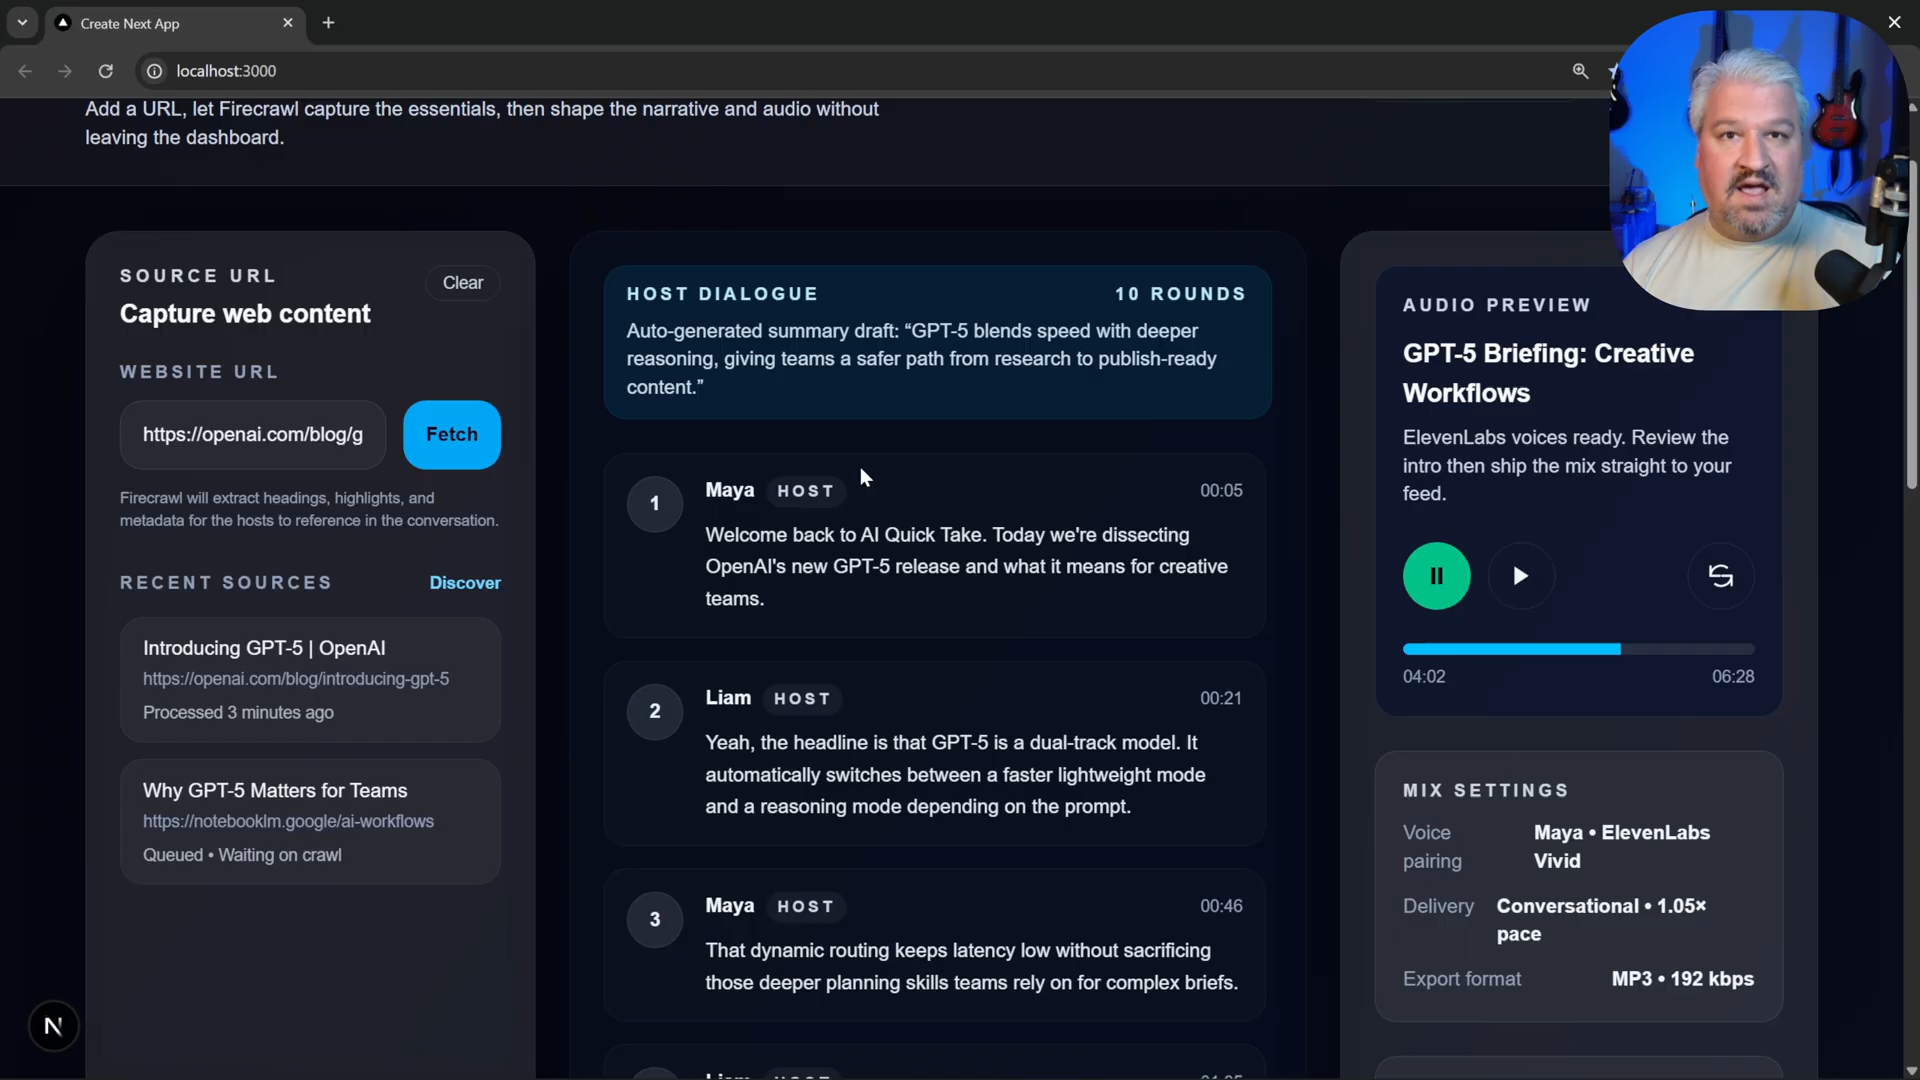 Create Next App
localhost:3000
Add a URL, let Firecrawl capture the essentials, then shape the narrative and audio without
leaving the dashboard.
SOURCE URL
Clear
Capture web content
WEBSITE URL
https://openai.com/blog/g
Fetch
Firecrawl will extract headings, highlights, and
metadata for the hosts to reference in the conversation.
RECENT SOURCES
Discover
Introducing GPT-5 | OpenAI
https://openai.com/blog/introducing-gpt-5
Processed 3 minutes ago
Why GPT-5 Matters for Teams
https://notebooklm.google/ai-workflows
Queued • Waiting on crawl
N
HOST DIALOGUE
10 ROUNDS
Auto-generated summary draft: “GPT-5 blends speed with deeper
reasoning, giving teams a safer path from research to publish-ready
content.”
1
Maya HOST
00:05
Welcome back to AI Quick Take. Today we're dissecting
OpenAI's new GPT-5 release and what it means for creative
teams.
2
Liam HOST
00:21
Yeah, the headline is that GPT-5 is a dual-track model. It
automatically switches between a faster lightweight mode
and a reasoning mode depending on the prompt.
3
Maya HOST
00:46
That dynamic routing keeps latency low without sacrificing
those deeper planning skills teams rely on for complex briefs.
AUDIO PREVIEW
GPT-5 Briefing: Creative
Workflows
ElevenLabs voices ready. Review the
intro then ship the mix straight to your
feed.
04:02
06:28
MIX SETTINGS
Voice
pairing
Maya • ElevenLabs
Vivid
Delivery
Conversational • 1.05×
pace
Export format
MP3 • 192 kbps